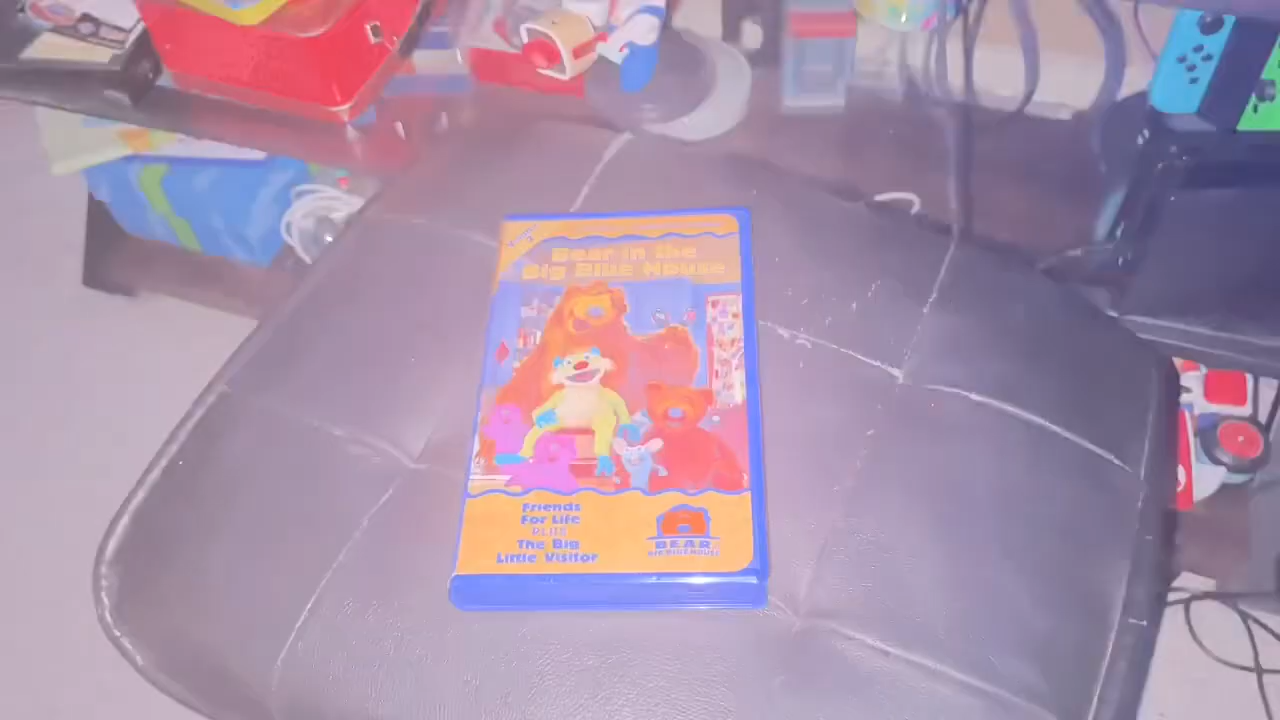 Bear in the
Big Blue House
Friends
For Life
PLUS
The Big
Little Visitor
BEAR